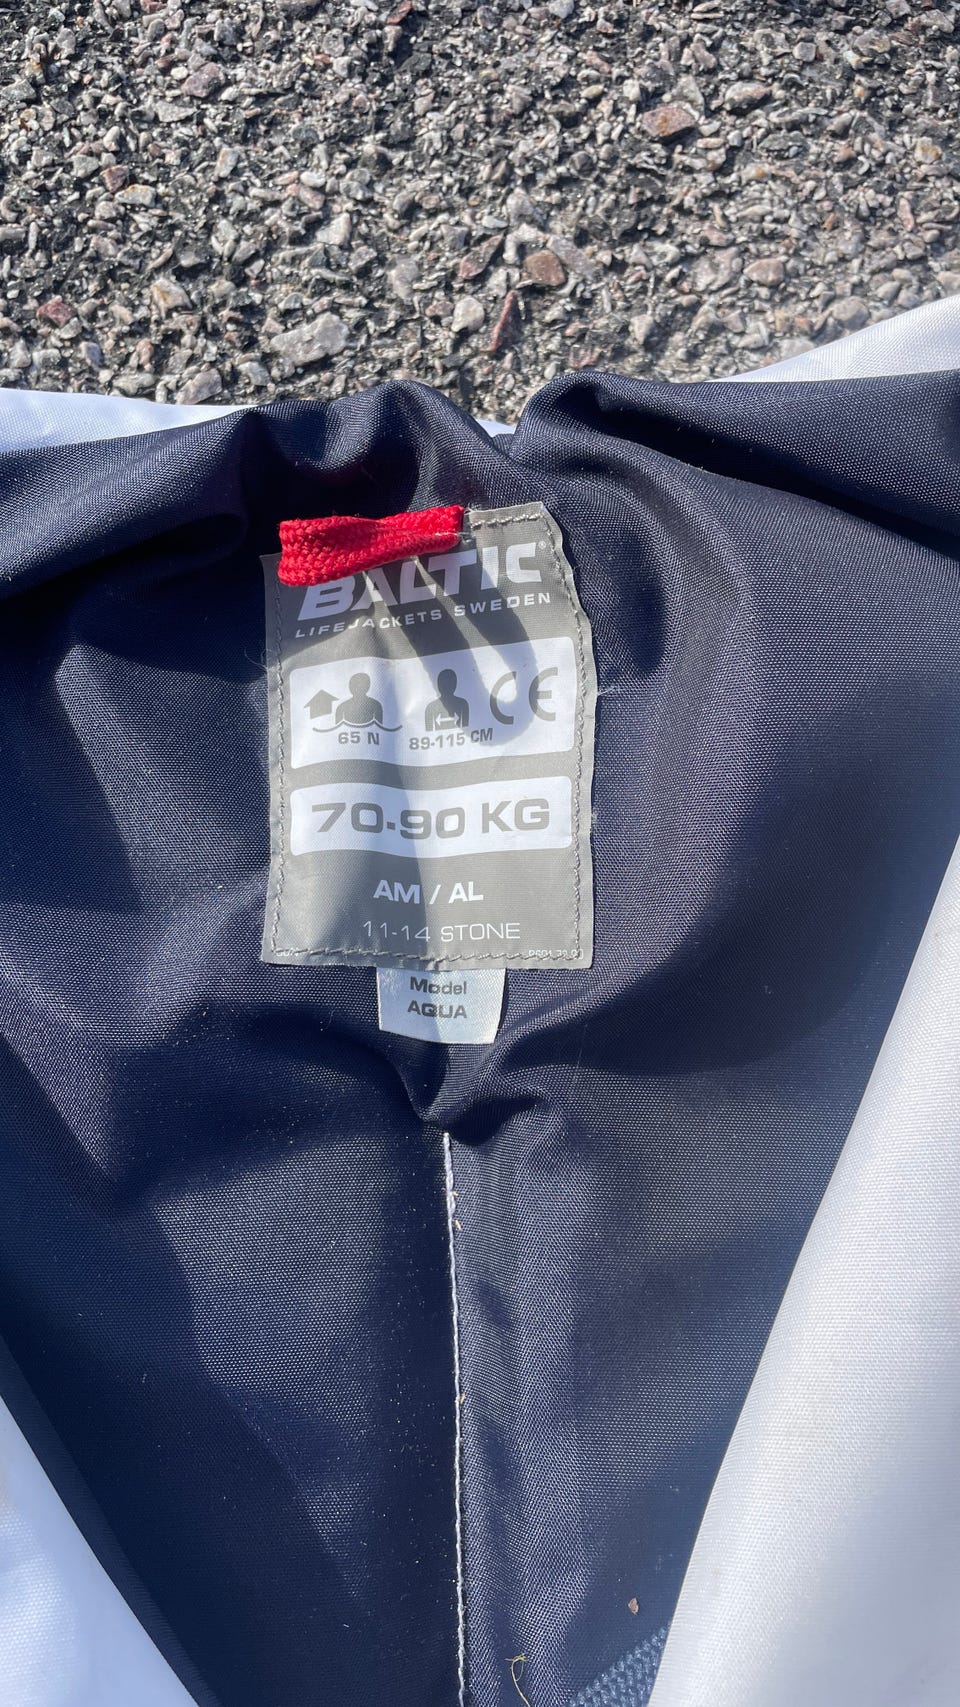 BALTIC®
LIFEJACKETS SWEDEN
65 N 89-115 CM CE
70-90 KG
AM / AL
11-14 STONE
Model
AQUA